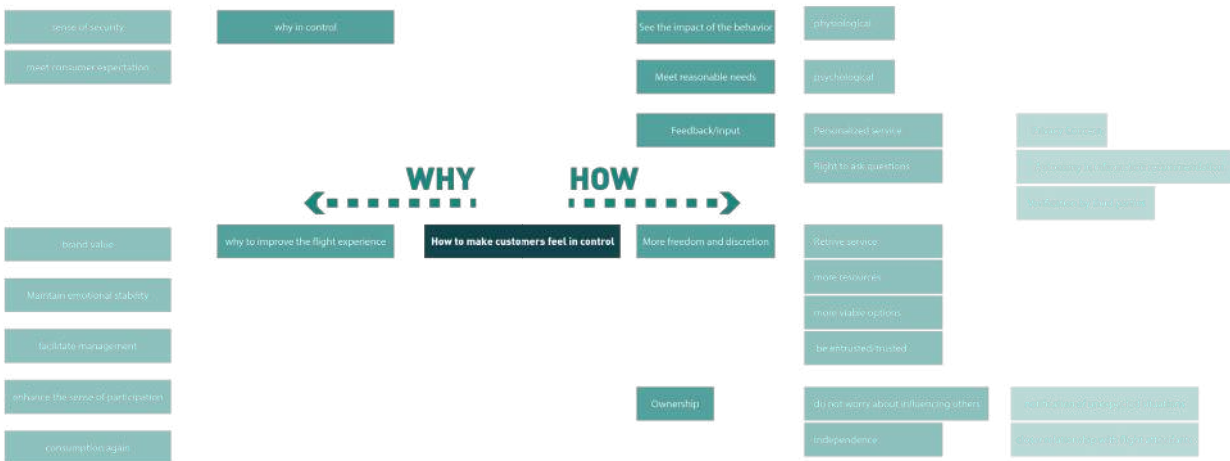 sense of security
why in control
See the impact of the behavior
physiological
meet consumer expectation
Meet reasonable needs
psychological
Feedback/input
Personalized service
Right to ask questions
WHY
HOW
brand value
why to improve the flight experience
How to make customers feel in control
More freedom and discretion
Retrive service
more resources
Maintain emotional stability
more viable options
facilitate management
be entrusted/trusted
enhance the sense of participation
Ownership
do not worry about influencing others
consumption again
independence